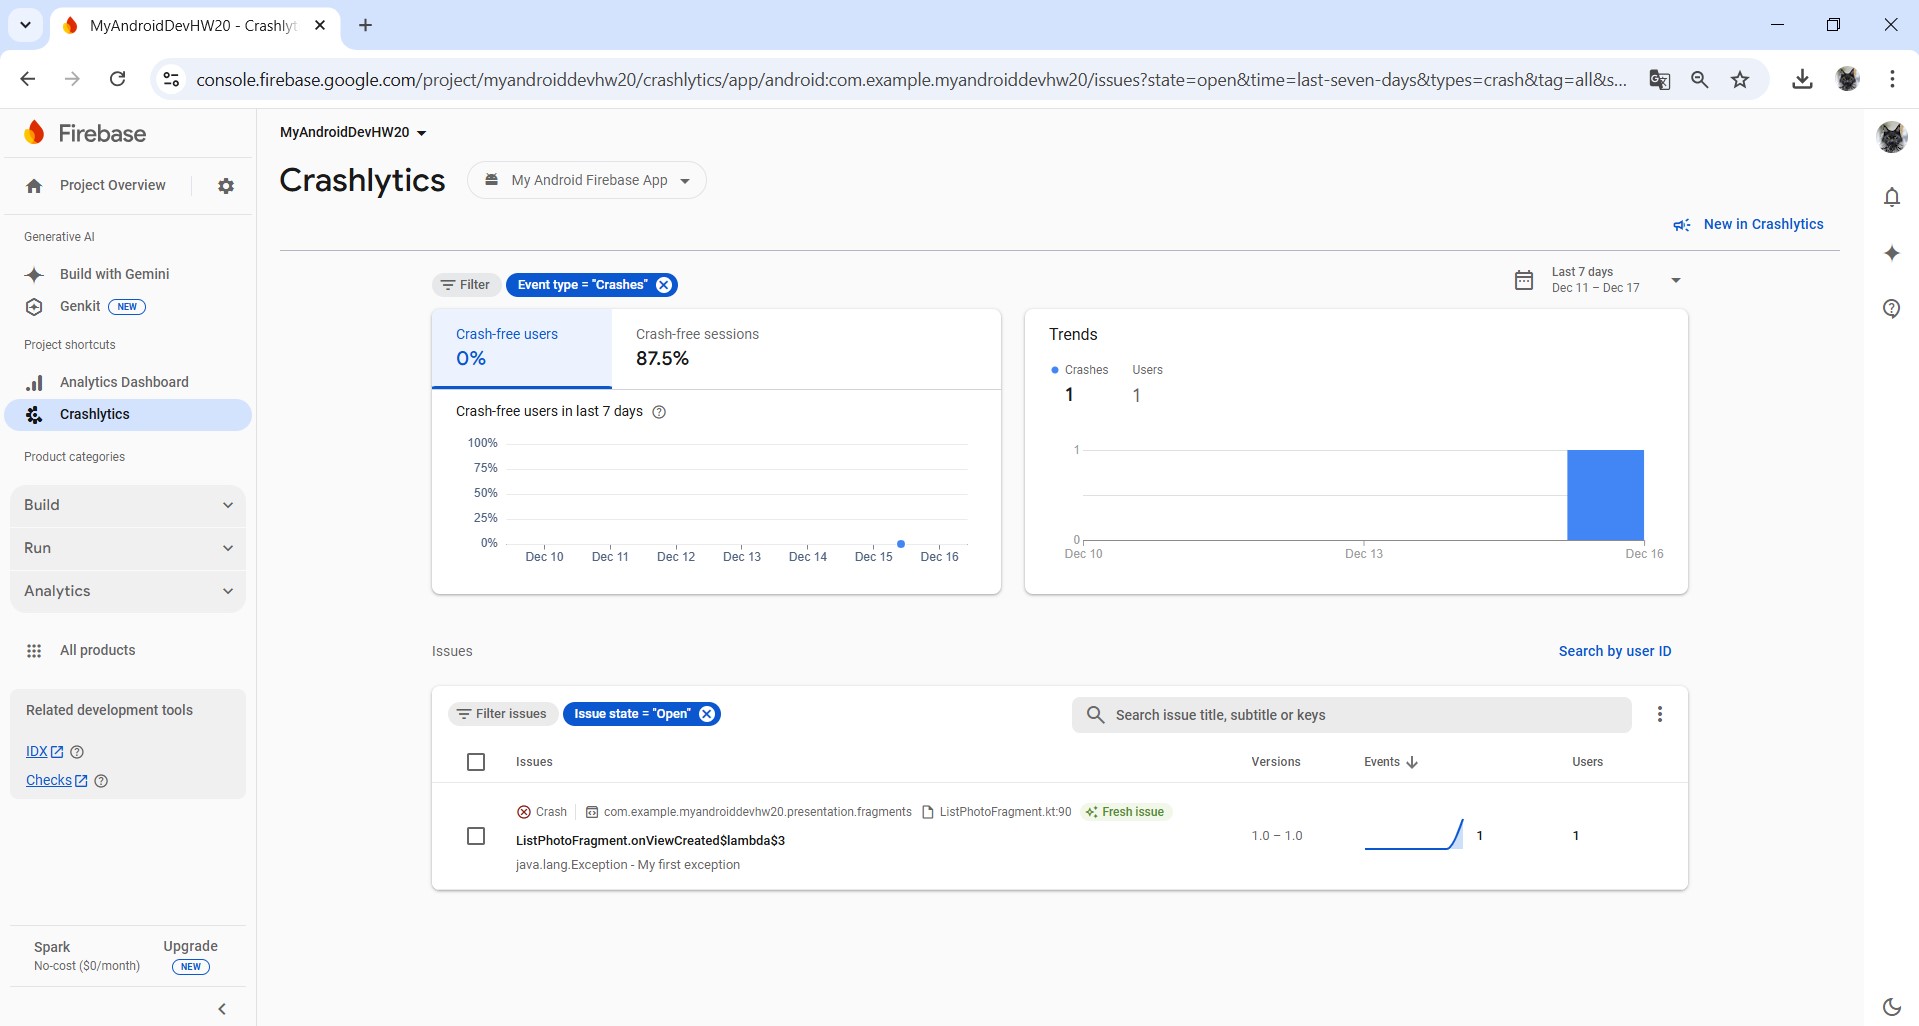 MyAndroidDevHW20 - Crashlyt
console.firebase.google.com/project/myandroiddevhw20/crashlytics/app/android:com.example.myandroiddevhw20/issues?state=open&time=last-seven-days&types=crash&tag=all&s...
Firebase
Project Overview
Generative AI
Build with Gemini
Genkit NEW
Project shortcuts
Analytics Dashboard
Crashlytics
Product categories
Build
Run
Analytics
All products
Related development tools
IDX
Checks
Spark
No-cost ($0/month)
Upgrade
NEW
MyAndroidDevHW20
Crashlytics
My Android Firebase App
New in Crashlytics
Filter
Event type = "Crashes"
Last 7 days
Dec 11 – Dec 17
Crash-free users
0%
Crash-free sessions
87.5%
Crash-free users in last 7 days
100%
75%
50%
25%
0%
Dec 10 Dec 11 Dec 12 Dec 13 Dec 14 Dec 15 Dec 16
Trends
Crashes Users
1 1
1
0
Dec 10 Dec 13 Dec 16
Issues
Search by user ID
Filter issues
Issue state = "Open"
Search issue title, subtitle or keys
Issues Versions Events Users
Crash com.example.myandroiddevhw20.presentation.fragments ListPhotoFragment.kt:90 Fresh issue
ListPhotoFragment.onViewCreated$lambda$3
java.lang.Exception - My first exception
1.0 – 1.0 1 1